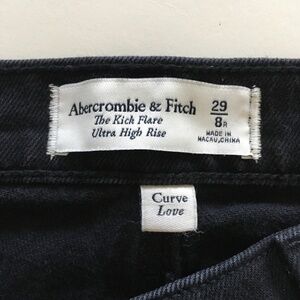 Abercrombie & Fitch
The Kick Flare
Ultra High Rise
29
8R
MADE IN
MACAU, CHINA
Curve
Love